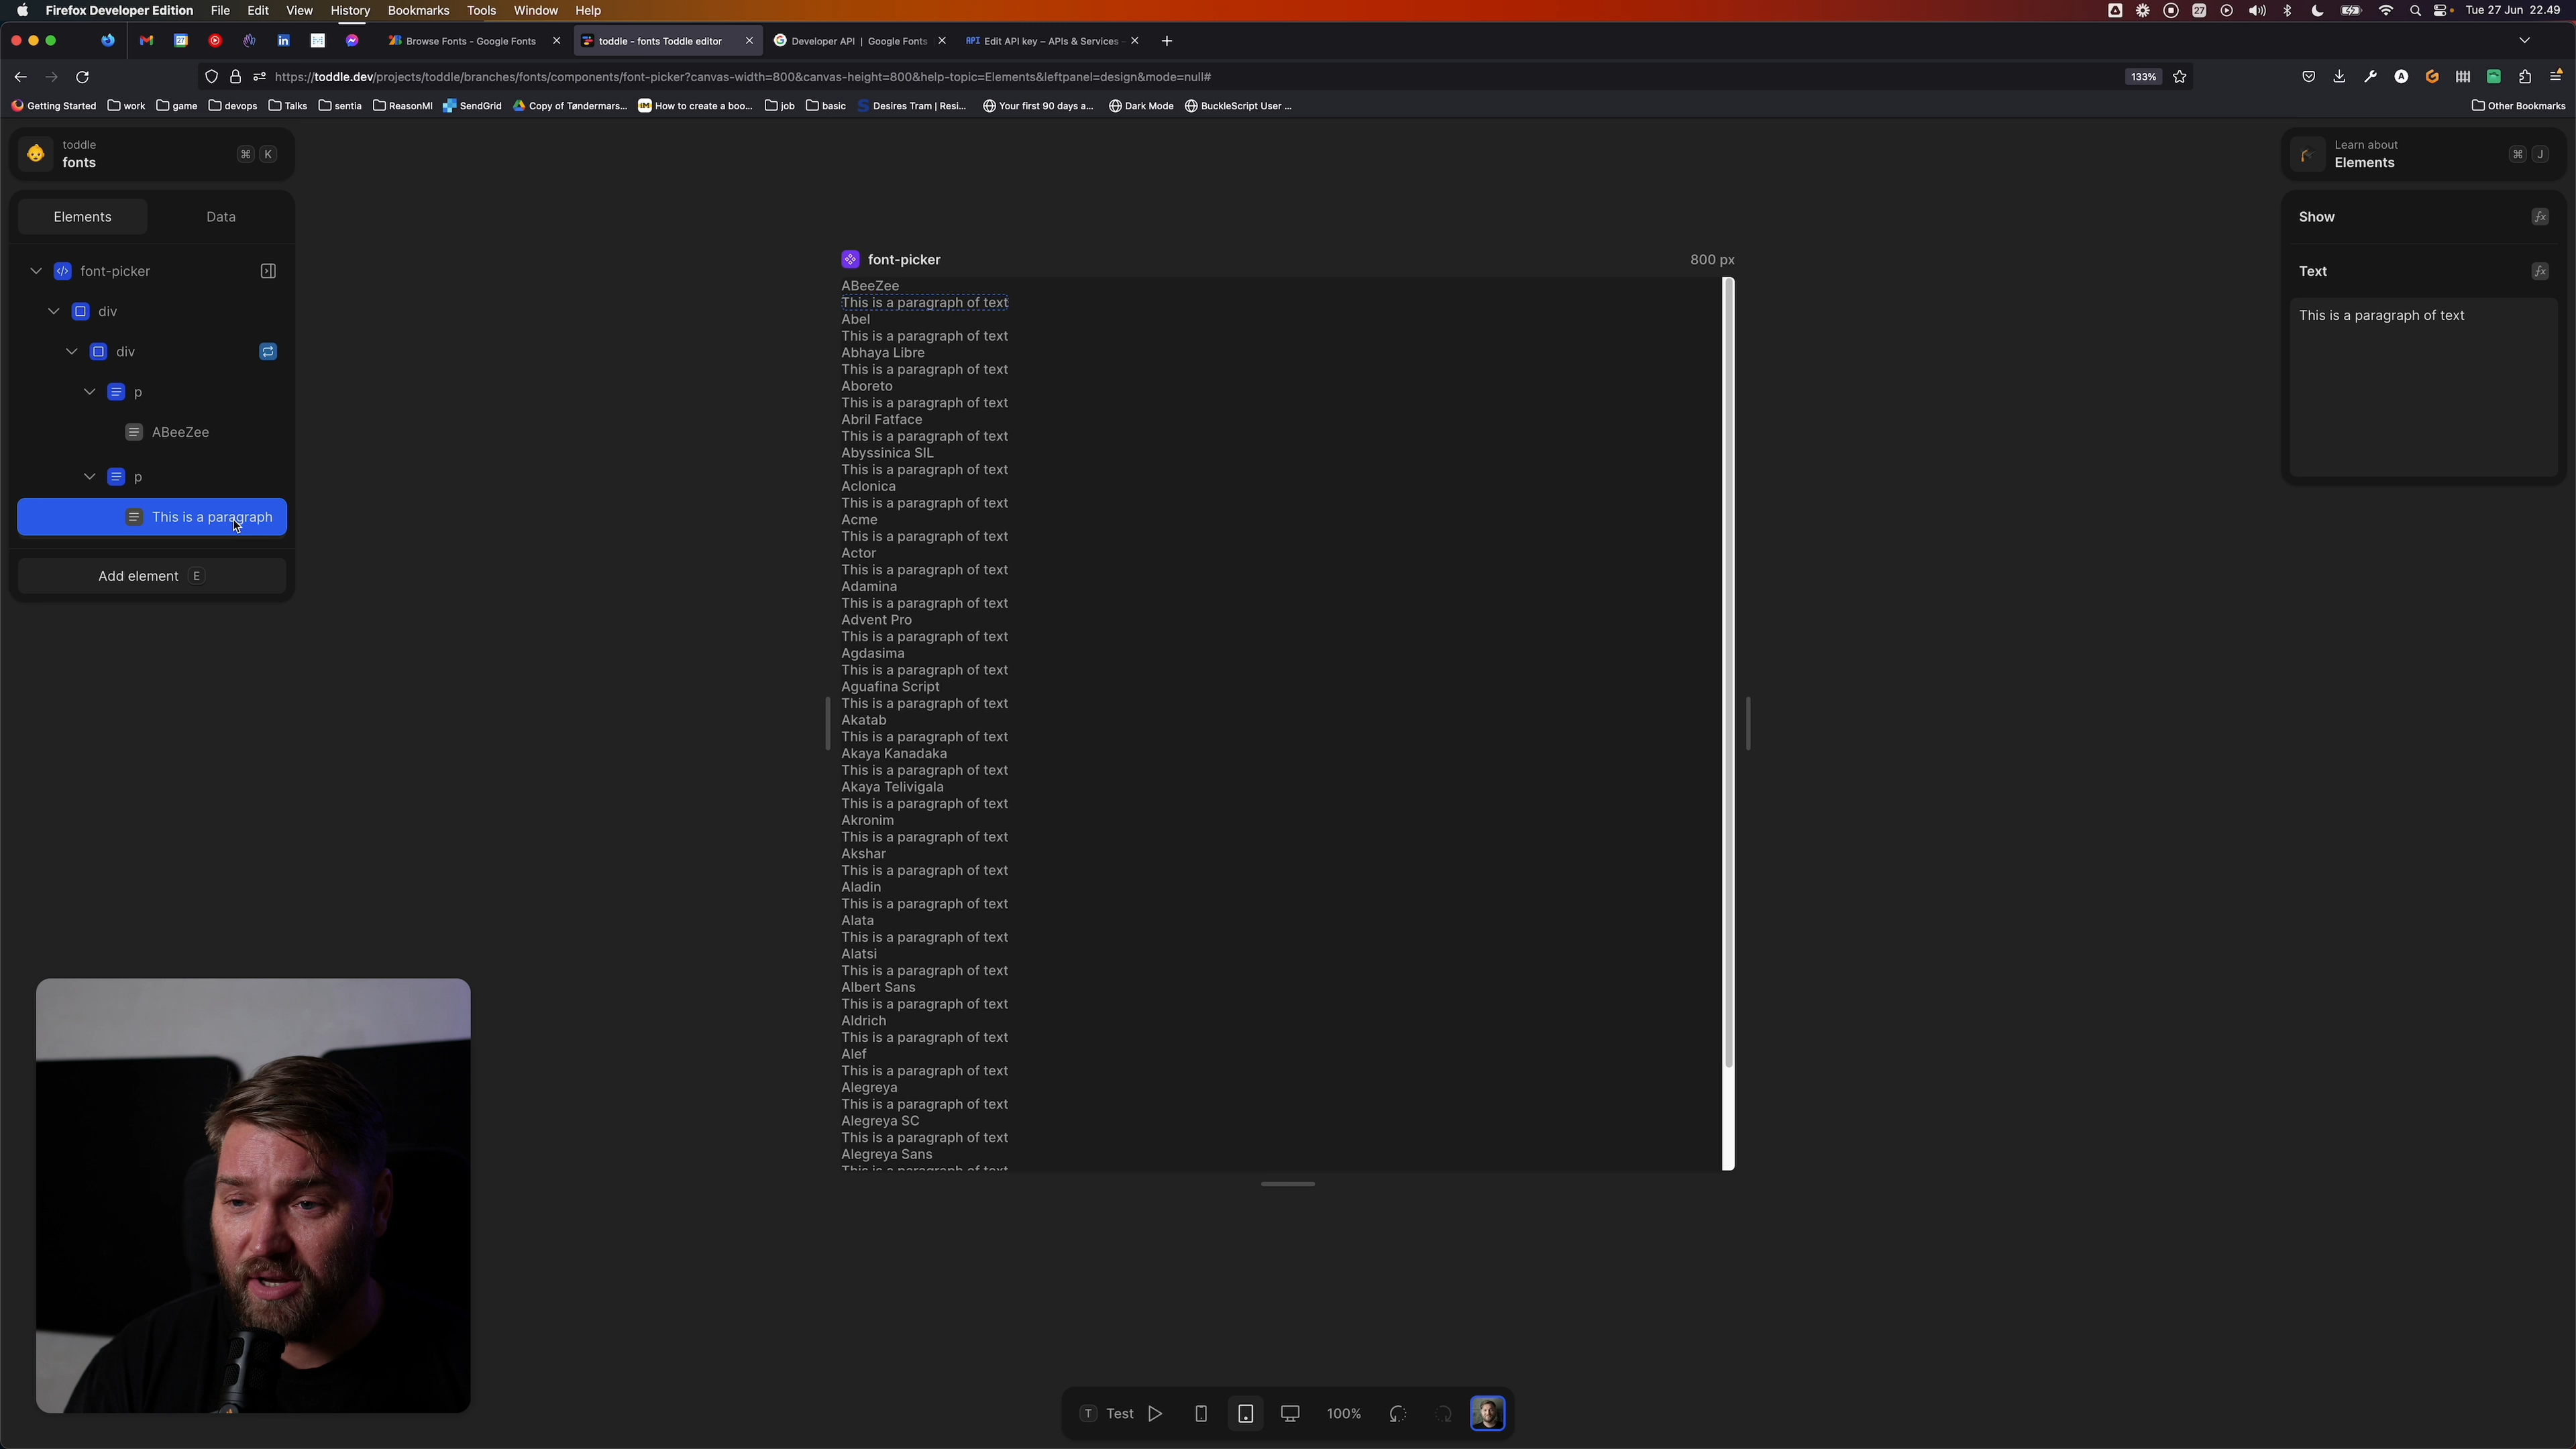 Firefox Developer Edition File Edit View History Bookmarks Tools Window Help
27
Tue 27 Jun 22.49
27
Browse Fonts - Google Fonts
toddle - fonts Toddle editor
Developer API | Google Fonts
API Edit API key – APIs & Services
https://toddle.dev/projects/toddle/branches/fonts/components/font-picker?canvas-width=800&canvas-height=800&help-topic=Elements&leftpanel=design&mode=null#
133%
Getting Started work game devops Talks sentia ReasonMl SendGrid Copy of Tøndermars... How to create a boo... job basic Desires Tram | Resi... Your first 90 days a... Dark Mode BuckleScript User ... Other Bookmarks
toddle
fonts
⌘ K
Learn about
Elements
⌘ J
Elements Data
font-picker
div
div
p
ABeeZee
p
This is a paragraph
Add element E
font-picker 800 px
ABeeZee
This is a paragraph of text
Abel
This is a paragraph of text
Abhaya Libre
This is a paragraph of text
Aboreto
This is a paragraph of text
Abril Fatface
This is a paragraph of text
Abyssinica SIL
This is a paragraph of text
Aclonica
This is a paragraph of text
Acme
This is a paragraph of text
Actor
This is a paragraph of text
Adamina
This is a paragraph of text
Advent Pro
This is a paragraph of text
Agdasima
This is a paragraph of text
Aguafina Script
This is a paragraph of text
Akatab
This is a paragraph of text
Akaya Kanadaka
This is a paragraph of text
Akaya Telivigala
This is a paragraph of text
Akronim
This is a paragraph of text
Akshar
This is a paragraph of text
Aladin
This is a paragraph of text
Alata
This is a paragraph of text
Alatsi
This is a paragraph of text
Albert Sans
This is a paragraph of text
Aldrich
This is a paragraph of text
Alef
This is a paragraph of text
Alegreya
This is a paragraph of text
Alegreya SC
This is a paragraph of text
Alegreya Sans
This is a paragraph of text
Show fx
Text fx
This is a paragraph of text
T Test 100%